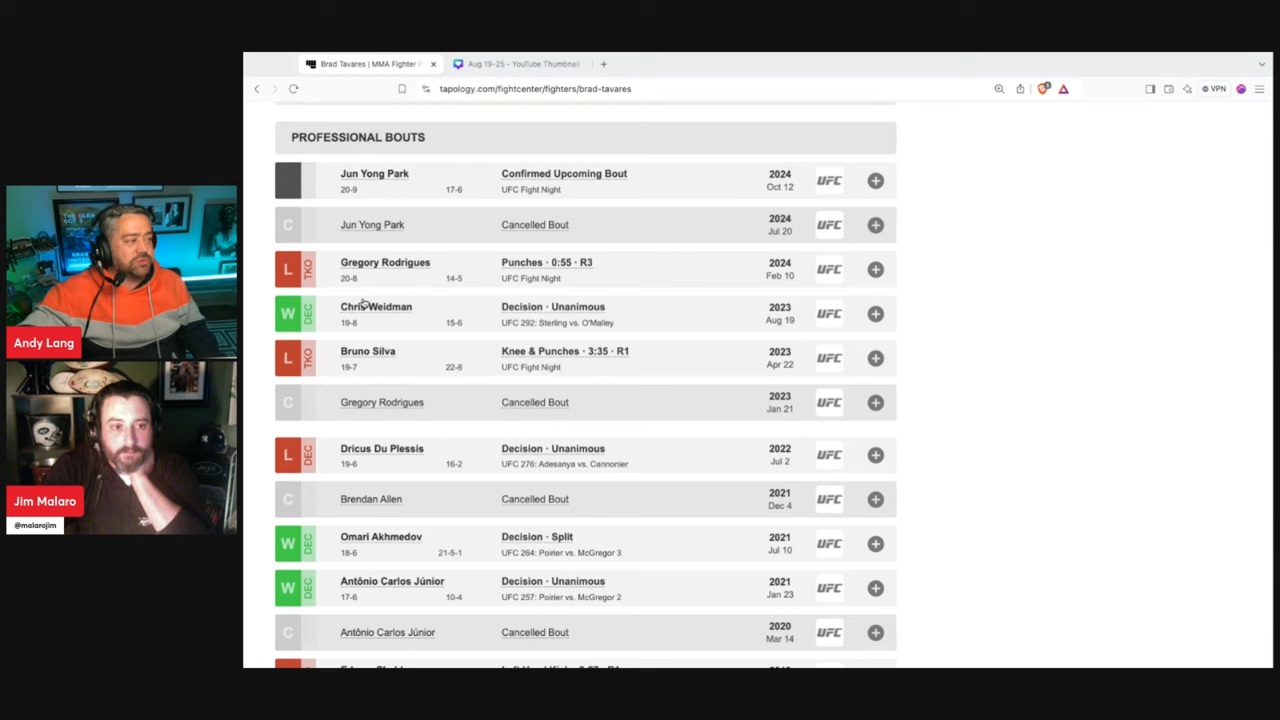 Brad Tavares | MMA Fighter
Aug 19-25 - YouTube Thumbnail
tapology.com/fightcenter/fighters/brad-tavares
VPN
PROFESSIONAL BOUTS
Jun Yong Park Confirmed Upcoming Bout 2024 UFC
20-9 17-6 UFC Fight Night Oct 12
C Jun Yong Park Cancelled Bout 2024 Jul 20 UFC
L TKO Gregory Rodrigues Punches · 0:55 · R3 2024 UFC
20-8 14-5 UFC Fight Night Feb 10
W DEC Chris Weidman Decision · Unanimous 2023 UFC
19-8 15-6 UFC 292: Sterling vs. O'Malley Aug 19
L TKO Bruno Silva Knee & Punches · 3:35 · R1 2023 UFC
19-7 22-8 UFC Fight Night Apr 22
C Gregory Rodrigues Cancelled Bout 2023 Jan 21 UFC
L DEC Dricus Du Plessis Decision · Unanimous 2022 UFC
19-6 16-2 UFC 276: Adesanya vs. Cannonier Jul 2
C Brendan Allen Cancelled Bout 2021 Dec 4 UFC
W DEC Omari Akhmedov Decision · Split 2021 UFC
18-6 21-5-1 UFC 264: Poirier vs. McGregor 3 Jul 10
W DEC Antônio Carlos Júnior Decision · Unanimous 2021 UFC
17-6 10-4 UFC 257: Poirier vs. McGregor 2 Jan 23
C Antônio Carlos Júnior Cancelled Bout 2020 Mar 14 UFC
Andy Lang
Jim Malaro
@malarojim